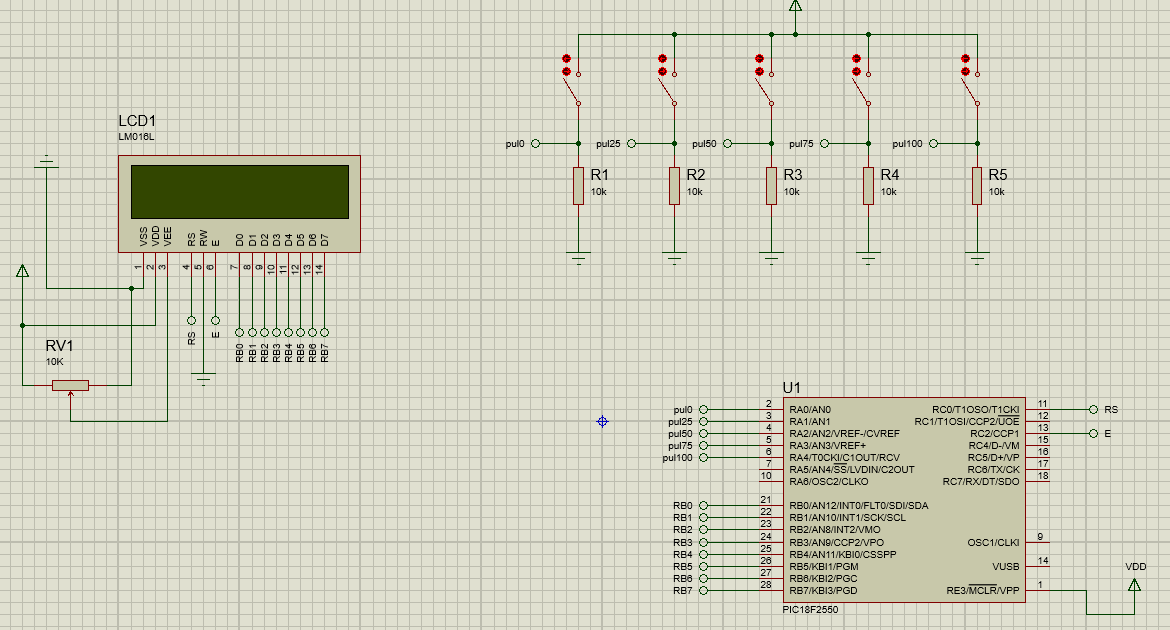 LCD1
LM016L
VSS
VDD
VEE
RS
RW
E
D0
D1
D2
D3
D4
D5
D6
D7
1
2
3
4
5
6
7
8
9
10
11
12
13
14
RS
E
RB0
RB1
RB2
RB3
RB4
RB5
RB6
RB7
RV1
10K
pul0
pul25
pul50
pul75
pul100
R1
10k
R2
10k
R3
10k
R4
10k
R5
10k
U1
pul0 2 RA0/AN0 RC0/T1OSO/T1CKI 11 RS
pul25 3 RA1/AN1 RC1/T1OSI/CCP2/UOE 12
pul50 4 RA2/AN2/VREF-/CVREF RC2/CCP1 13 E
pul75 5 RA3/AN3/VREF+ RC4/D-/VM 15
pul100 6 RA4/T0CKI/C1OUT/RCV RC5/D+/VP 16
7 RA5/AN4/SS/LVDIN/C2OUT RC6/TX/CK 17
10 RA6/OSC2/CLKO RC7/RX/DT/SDO 18
RB0 21 RB0/AN12/INT0/FLT0/SDI/SDA
RB1 22 RB1/AN10/INT1/SCK/SCL
RB2 23 RB2/AN8/INT2/VMO
RB3 24 RB3/AN9/CCP2/VPO OSC1/CLKI 9
RB4 25 RB4/AN11/KBI0/CSSPP
RB5 26 RB5/KBI1/PGM VUSB 14 VDD
RB6 27 RB6/KBI2/PGC
RB7 28 RB7/KBI3/PGD RE3/MCLR/VPP 1
PIC18F2550